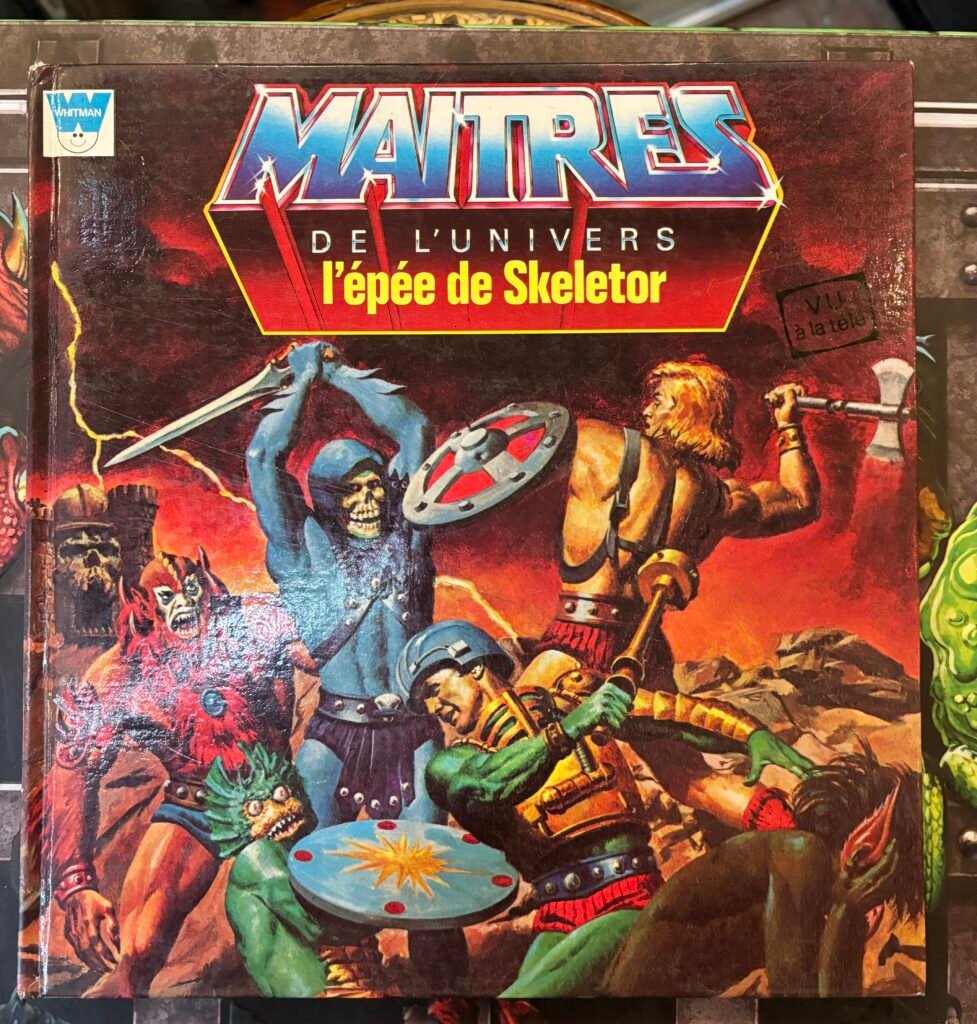 WHITMAN
MAITRES
DE L'UNIVERS
l'épée de Skeletor
VU
à la télé